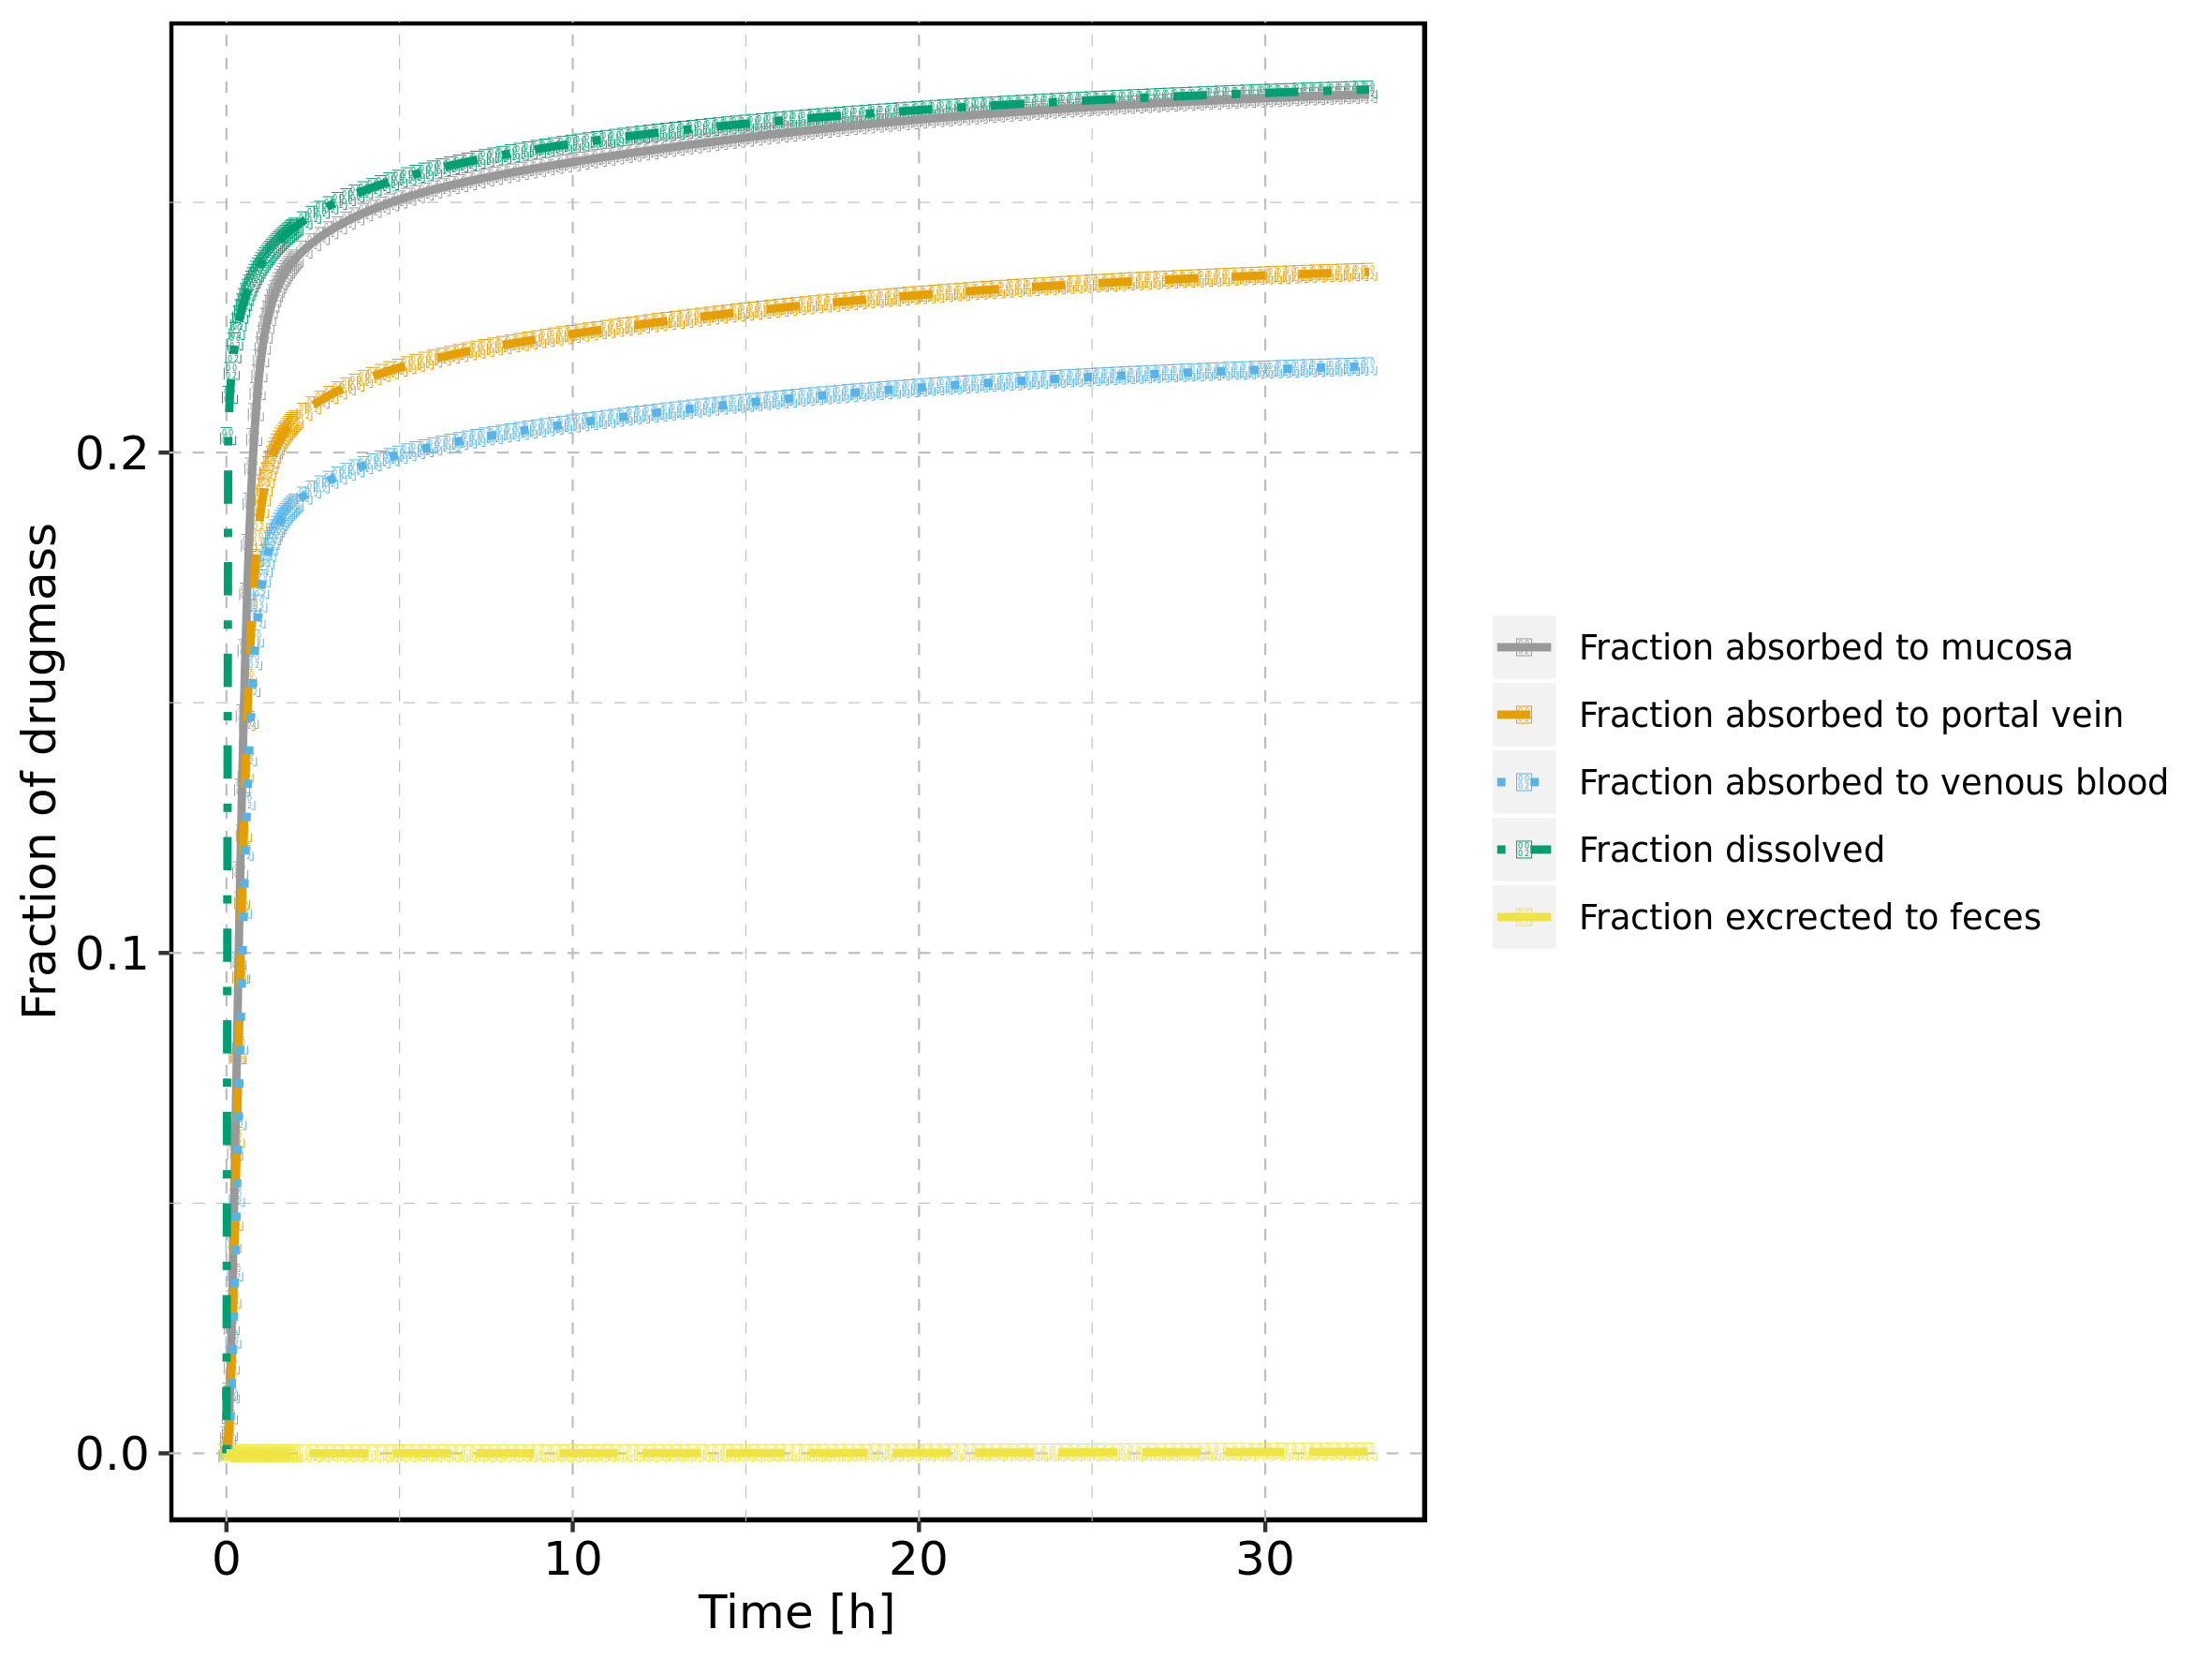 Fraction of drugmass
0.2
0.1
0.0
0
10
20
30
Time [h]
Fraction absorbed to mucosa
Fraction absorbed to portal vein
Fraction absorbed to venous blood
Fraction dissolved
Fraction excrected to feces